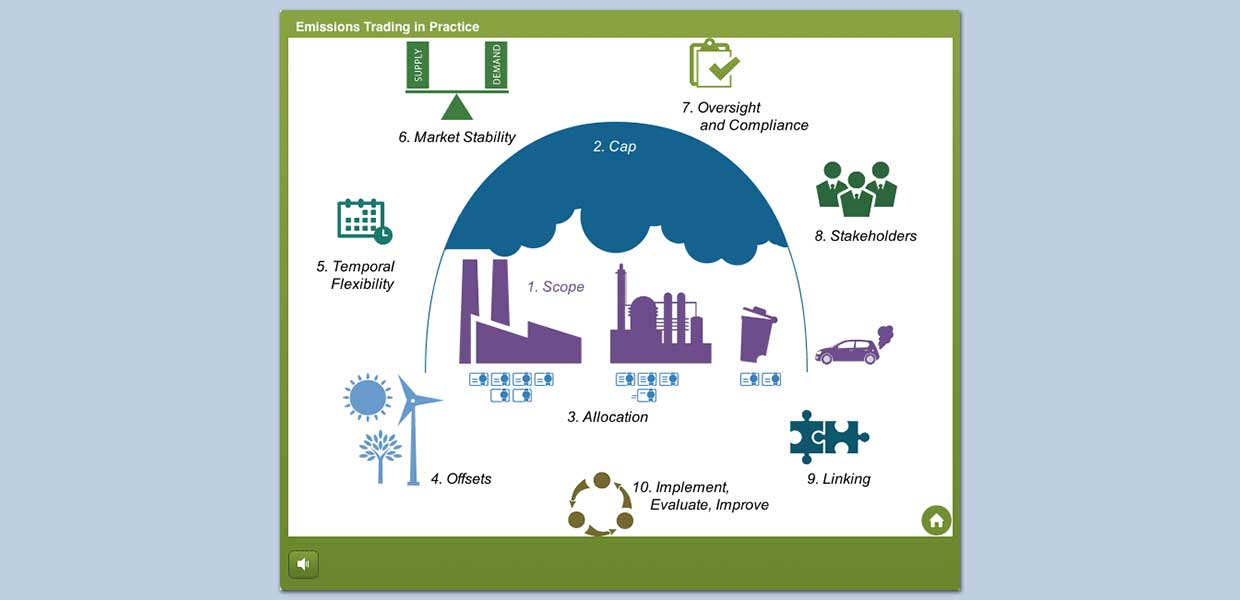 Emissions Trading in Practice
SUPPLY
DEMAND
6. Market Stability
7. Oversight
and Compliance
2. Cap
8. Stakeholders
5. Temporal
Flexibility
1. Scope
3. Allocation
4. Offsets
9. Linking
10. Implement,
Evaluate, Improve